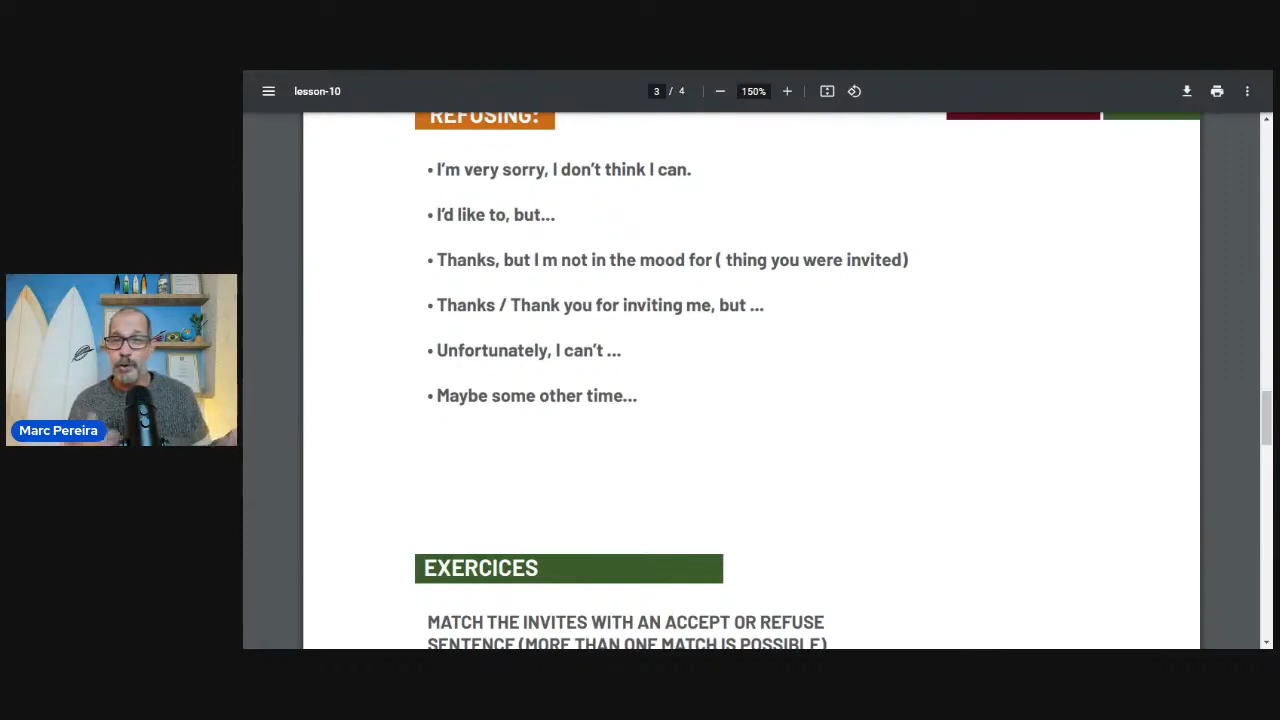 lesson-10
3 / 4
150%
REFUSING:
• I'm very sorry, I don't think I can.
• I'd like to, but...
• Thanks, but I m not in the mood for ( thing you were invited)
• Thanks / Thank you for inviting me, but ...
• Unfortunately, I can't ...
• Maybe some other time...
Marc Pereira
EXERCICES
MATCH THE INVITES WITH AN ACCEPT OR REFUSE
SENTENCE (MORE THAN ONE MATCH IS POSSIBLE)